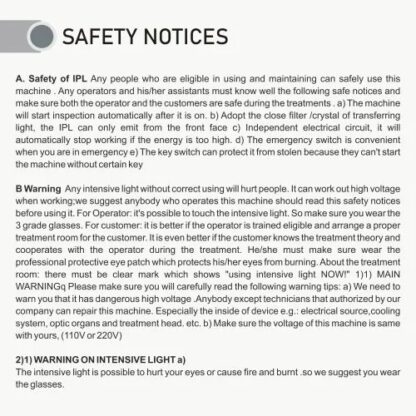 SAFETY NOTICES
A. Safety of IPL Any people who are eligible in using and maintaining can safely use this
machine . Any operators and his/her assistants must know well the following safe notices and
make sure both the operator and the customers are safe during the treatments . a) The machine
will start inspection automatically after it is on. b) Adopt the close filter /crystal of transferring
light, the IPL can only emit from the front face c) Independent electrical circuit, it will
automatically stop working if the energy is too high. d) The emergency switch is convenient
when you are in emergency e) The key switch can protect it from stolen because they can't start
the machine without certain key
B Warning Any intensive light without correct using will hurt people. It can work out high voltage
when working;we suggest anybody who operates this machine should read this safety notices
before using it. For Operator: it's possible to touch the intensive light. So make sure you wear the
3 grade glasses. For customer: it is better if the operator is trained eligible and arrange a proper
treatment room for the customer. It is even better if the customer knows the treatment theory and
cooperates with the operator during the treatment. He/she must make sure wear the
professional protective eye patch which protects his/her eyes from burning. About the treatment
room: there must be clear mark which shows "using intensive light NOW!" 1)1) MAIN
WARNINGq Please make sure you will carefully read the following warning tips: a) We need to
warn you that it has dangerous high voltage .Anybody except technicians that authorized by our
company can repair this machine. Especially the inside of device e.g.: electrical source,cooling
system, optic organs and treatment head. etc. b) Make sure the voltage of this machine is same
with yours, (110V or 220V)
2)1) WARNING ON INTENSIVE LIGHT a)
The intensive light is possible to hurt your eyes or cause fire and burnt .so we suggest you wear
the glasses.